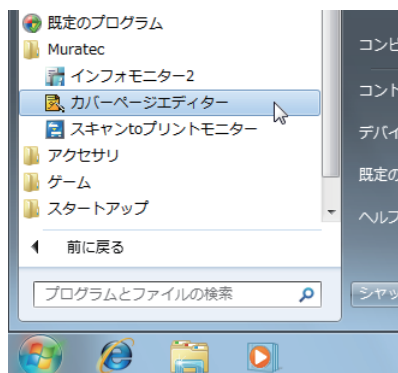 既定のプログラム
Muratec
インフォモニター2
カバーページエディター
スキャンtoプリントモニター
アクセサリ
ゲーム
スタートアップ
前に戻る
プログラムとファイルの検索
コンピ
コント
デバイ
既定の
ヘルプ
シャッ